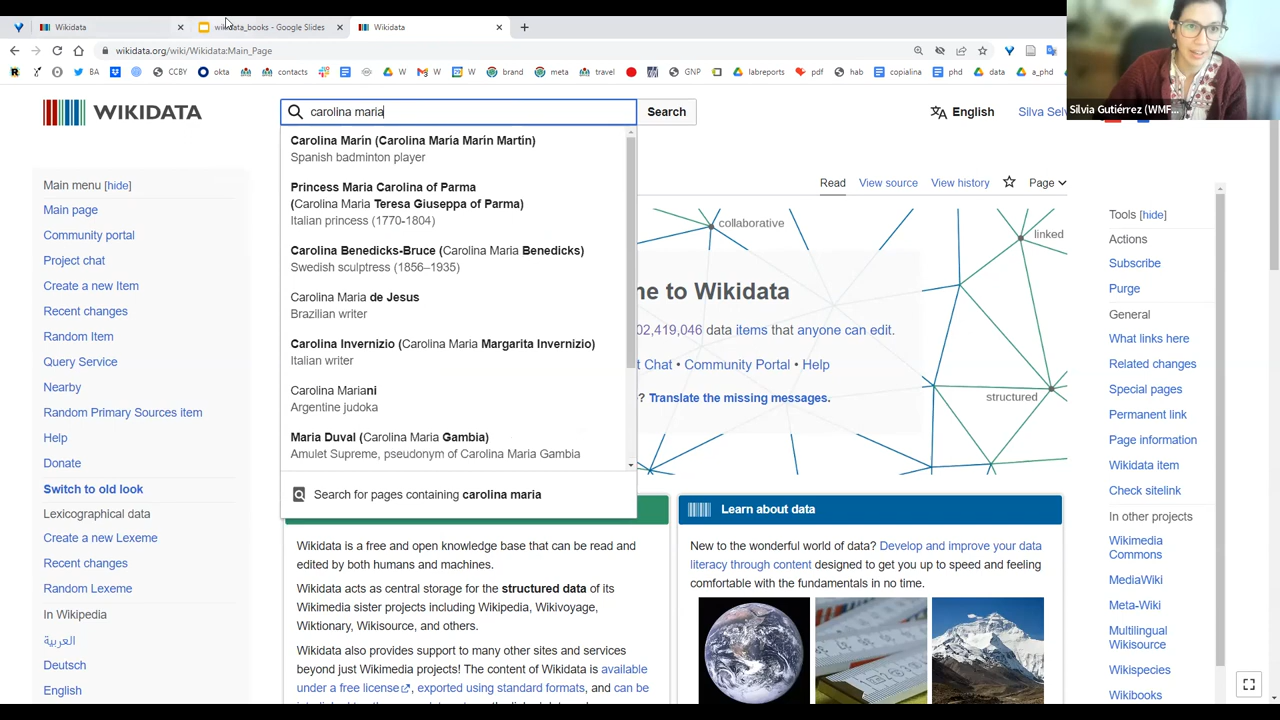 Wikidata
wikidata_books - Google Slides
Wikidata
wikidata.org/wiki/Wikidata:Main_Page
BA
CCBY
okta
contacts
W
W
W
brand
meta
travel
GNP
labreports
pdf
hab
copialina
phd
data
a_phd
Silvia Gutiérrez (WMF...
WIKIDATA
carolina maria
Search
English
Silva Sel
Carolina Marín (Carolina Maria Marín Martín)
Spanish badminton player
Princess Maria Carolina of Parma
(Carolina Maria Teresa Giuseppa of Parma)
Italian princess (1770-1804)
Carolina Benedicks-Bruce (Carolina Maria Benedicks)
Swedish sculptress (1856–1935)
Carolina Maria de Jesus
Brazilian writer
Carolina Invernizio (Carolina Maria Margarita Invernizio)
Italian writer
Carolina Mariani
Argentine judoka
Maria Duval (Carolina Maria Gambia)
Amulet Supreme, pseudonym of Carolina Maria Gambia
Search for pages containing carolina maria
Main menu [hide]
Main page
Community portal
Project chat
Create a new Item
Recent changes
Random Item
Query Service
Nearby
Random Primary Sources item
Help
Donate
Switch to old look
Lexicographical data
Create a new Lexeme
Recent changes
Random Lexeme
In Wikipedia
العربية
Deutsch
English
Read
View source
View history
Page
collaborative
linked
structured
me to Wikidata
02,419,046 data items that anyone can edit.
t Chat • Community Portal • Help
? Translate the missing messages.
Wikidata is a free and open knowledge base that can be read and
edited by both humans and machines.
Wikidata acts as central storage for the structured data of its
Wikimedia sister projects including Wikipedia, Wikivoyage,
Wiktionary, Wikisource, and others.
Wikidata also provides support to many other sites and services
beyond just Wikimedia projects! The content of Wikidata is available
under a free license, exported using standard formats, and can be
Learn about data
New to the wonderful world of data? Develop and improve your data
literacy through content designed to get you up to speed and feeling
comfortable with the fundamentals in no time.
Tools [hide]
Actions
Subscribe
Purge
General
What links here
Related changes
Special pages
Permanent link
Page information
Wikidata item
Check sitelink
In other projects
Wikimedia
Commons
MediaWiki
Meta-Wiki
Multilingual
Wikisource
Wikispecies
Wikibooks